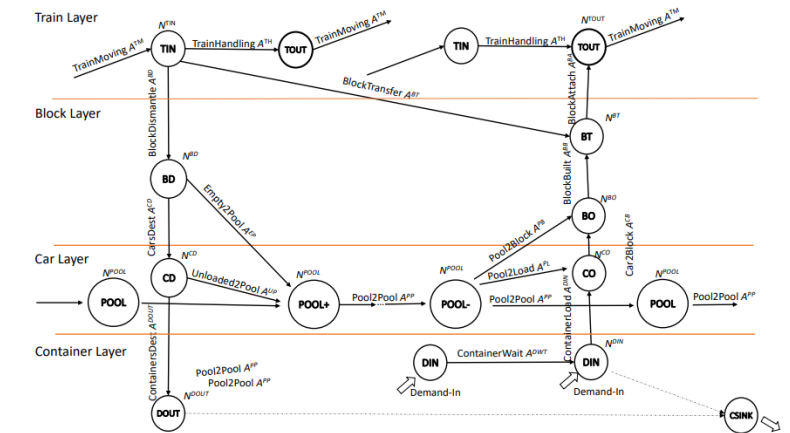 Train Layer
N^TIN
N^TOUT
TrainMoving A^TM
TIN
TrainHandling A^TH
TOUT
TrainMoving A^TM
TIN
TrainHandling A^TH
TOUT
TrainMoving A^TM
BlockTransfer A^BT
BlockDismantle A^BD
BlockAttach A^BA
Block Layer
N^BT
BT
BlockBuilt A^BB
N^BD
BD
Empty2Pool A^EP
N^BO
BO
CarsDest A^CD
Pool2Block A^PB
Car2Block A^CB
Car Layer
N^CD
N^CO
N^POOL
CD
Unloaded2Pool A^UP
N^POOL
N^POOL
Pool2Load A^PL
CO
N^POOL
POOL
POOL+
Pool2Pool A^PP
...
POOL-
Pool2Pool A^PP
POOL
Pool2Pool A^PP
ContainersDest A^DOUT
ContainerLoad A^DIN
Container Layer
N^DIN
DIN
ContainerWait A^DWT
DIN
Pool2Pool A^PP
Pool2Pool A^PP
Demand-In
Demand-In
N^DOUT
DOUT
CSINK